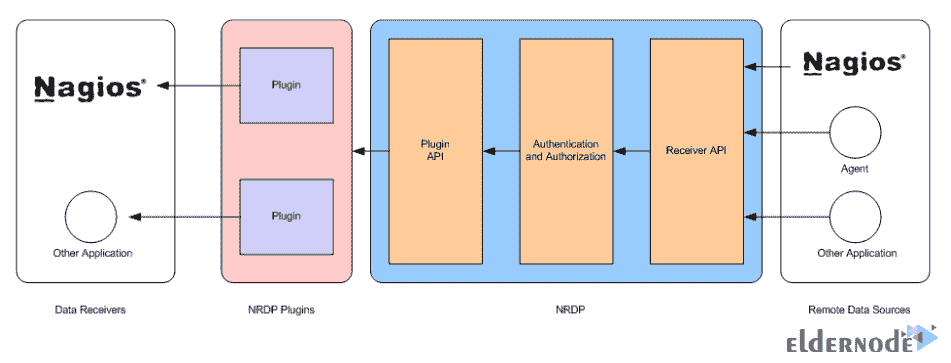 Nagios®
Other Application
Data Receivers
Plugin
Plugin
NRDP Plugins
Plugin
API
Authentication
and Authorization
Receiver API
NRDP
Nagios®
Agent
Other Application
Remote Data Sources
eldernode